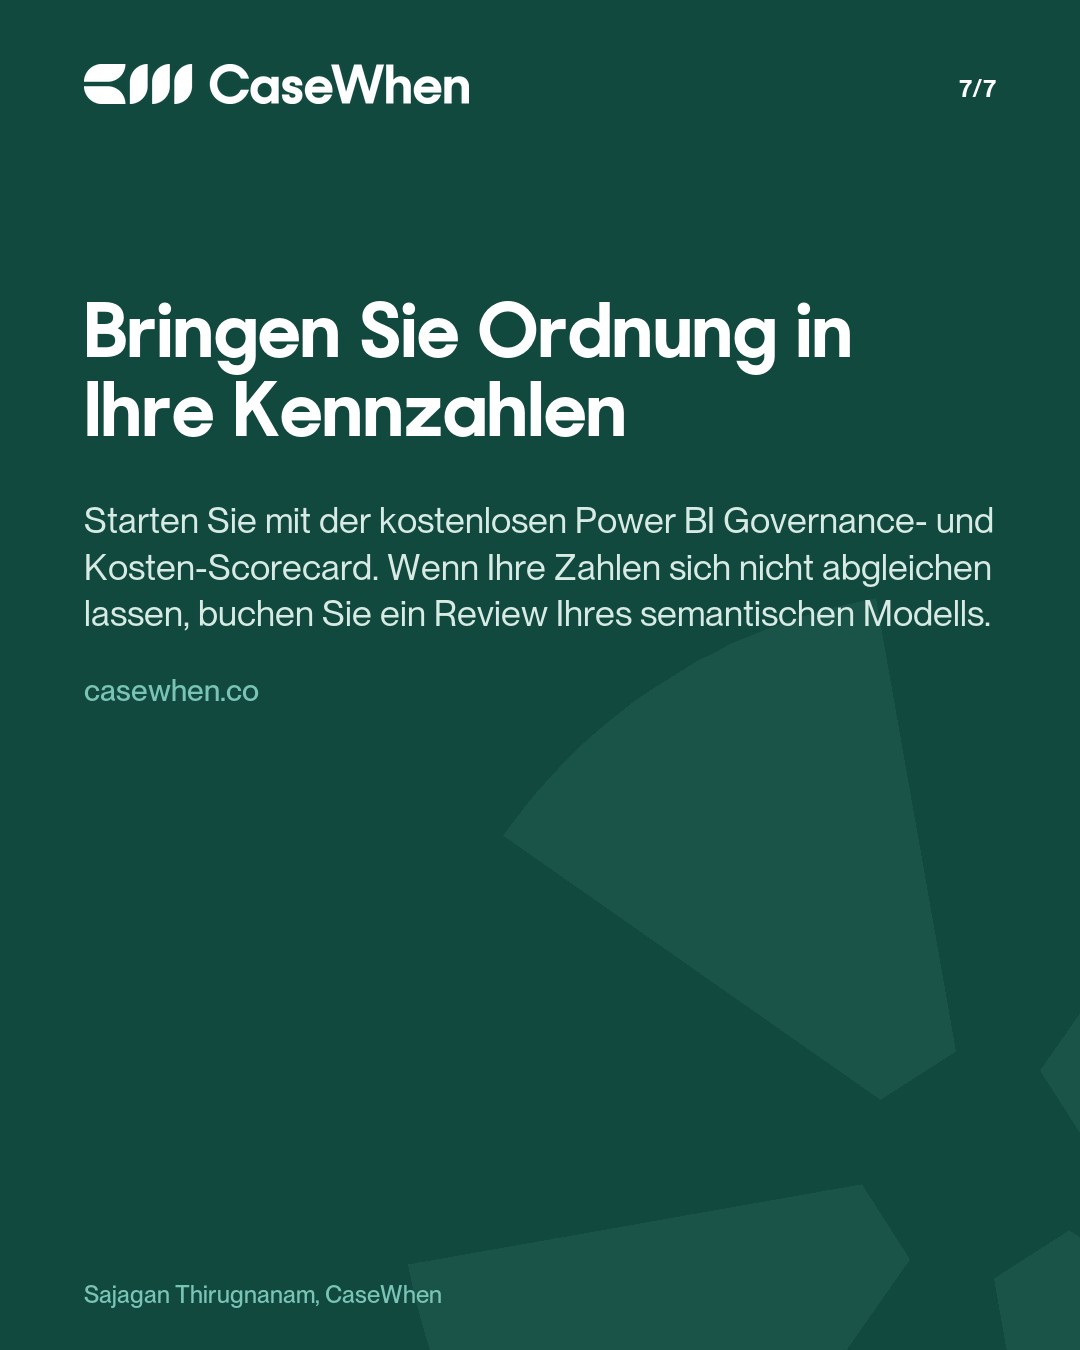 CaseWhen
7/7
Bringen Sie Ordnung in
Ihre Kennzahlen
Starten Sie mit der kostenlosen Power BI Governance- und
Kosten-Scorecard. Wenn Ihre Zahlen sich nicht abgleichen
lassen, buchen Sie ein Review Ihres semantischen Modells.
casewhen.co
Sajagan Thirugnanam, CaseWhen